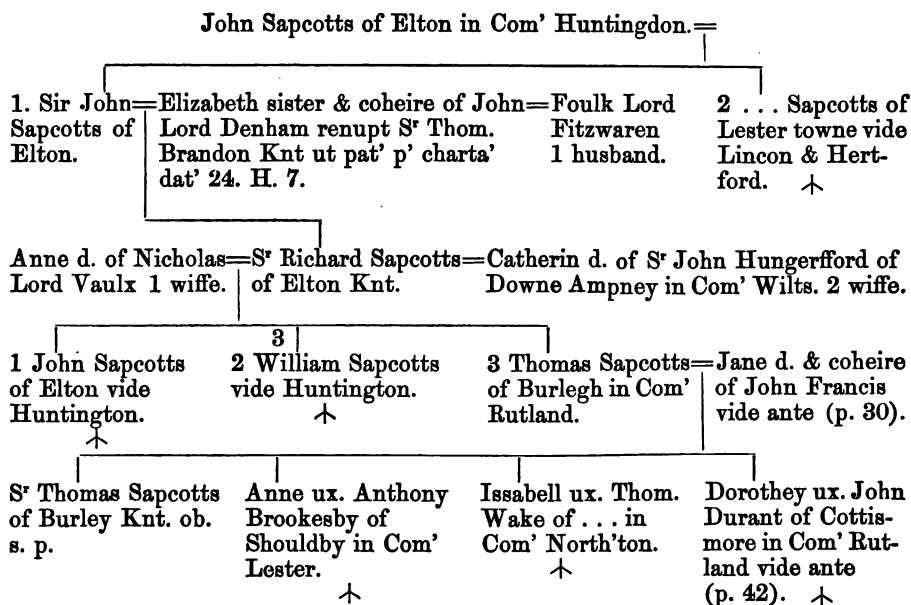 John Sapcotts of Elton in Com' Huntingdon.=
1. Sir John=
Sapcotts of
Elton.
Elizabeth sister & coheire of John=
Lord Denham renupt Sʳ Thom.
Brandon Knt ut pat' p' charta'
dat' 24. H. 7.
Foulk Lord
Fitzwaren
1 husband.
2 ... Sapcotts of
Lester towne vide
Lincon & Hert-
ford.
Anne d. of Nicholas=
Lord Vaulx 1 wiffe.
Sʳ Richard Sapcotts=
of Elton Knt.
Catherin d. of Sʳ John Hungerfford of
Downe Ampney in Com' Wilts. 2 wiffe.
1 John Sapcotts
of Elton vide
Huntington.
3
2 William Sapcotts
vide Huntington.
3 Thomas Sapcotts=
of Burlegh in Com'
Rutland.
Jane d. & coheire
of John Francis
vide ante (p. 30).
Sʳ Thomas Sapcotts
of Burley Knt. ob.
s. p.
Anne ux. Anthony
Brookesby of
Shouldby in Com'
Lester.
Issabell ux. Thom.
Wake of ... in
Com' North'ton.
Dorothey ux. John
Durant of Cottis-
more in Com' Rut-
land vide ante
(p. 42).